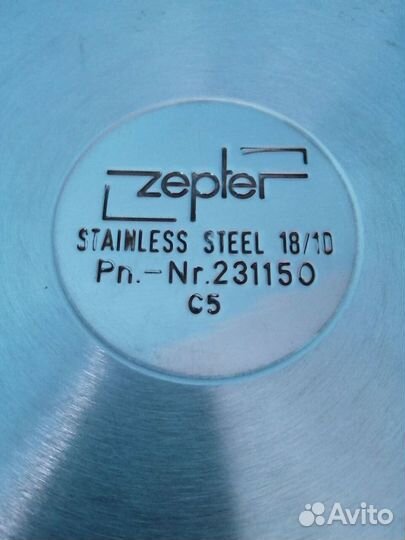 zepter
STAINLESS STEEL 18/10
Pn.-Nr.231150
C5
Avito